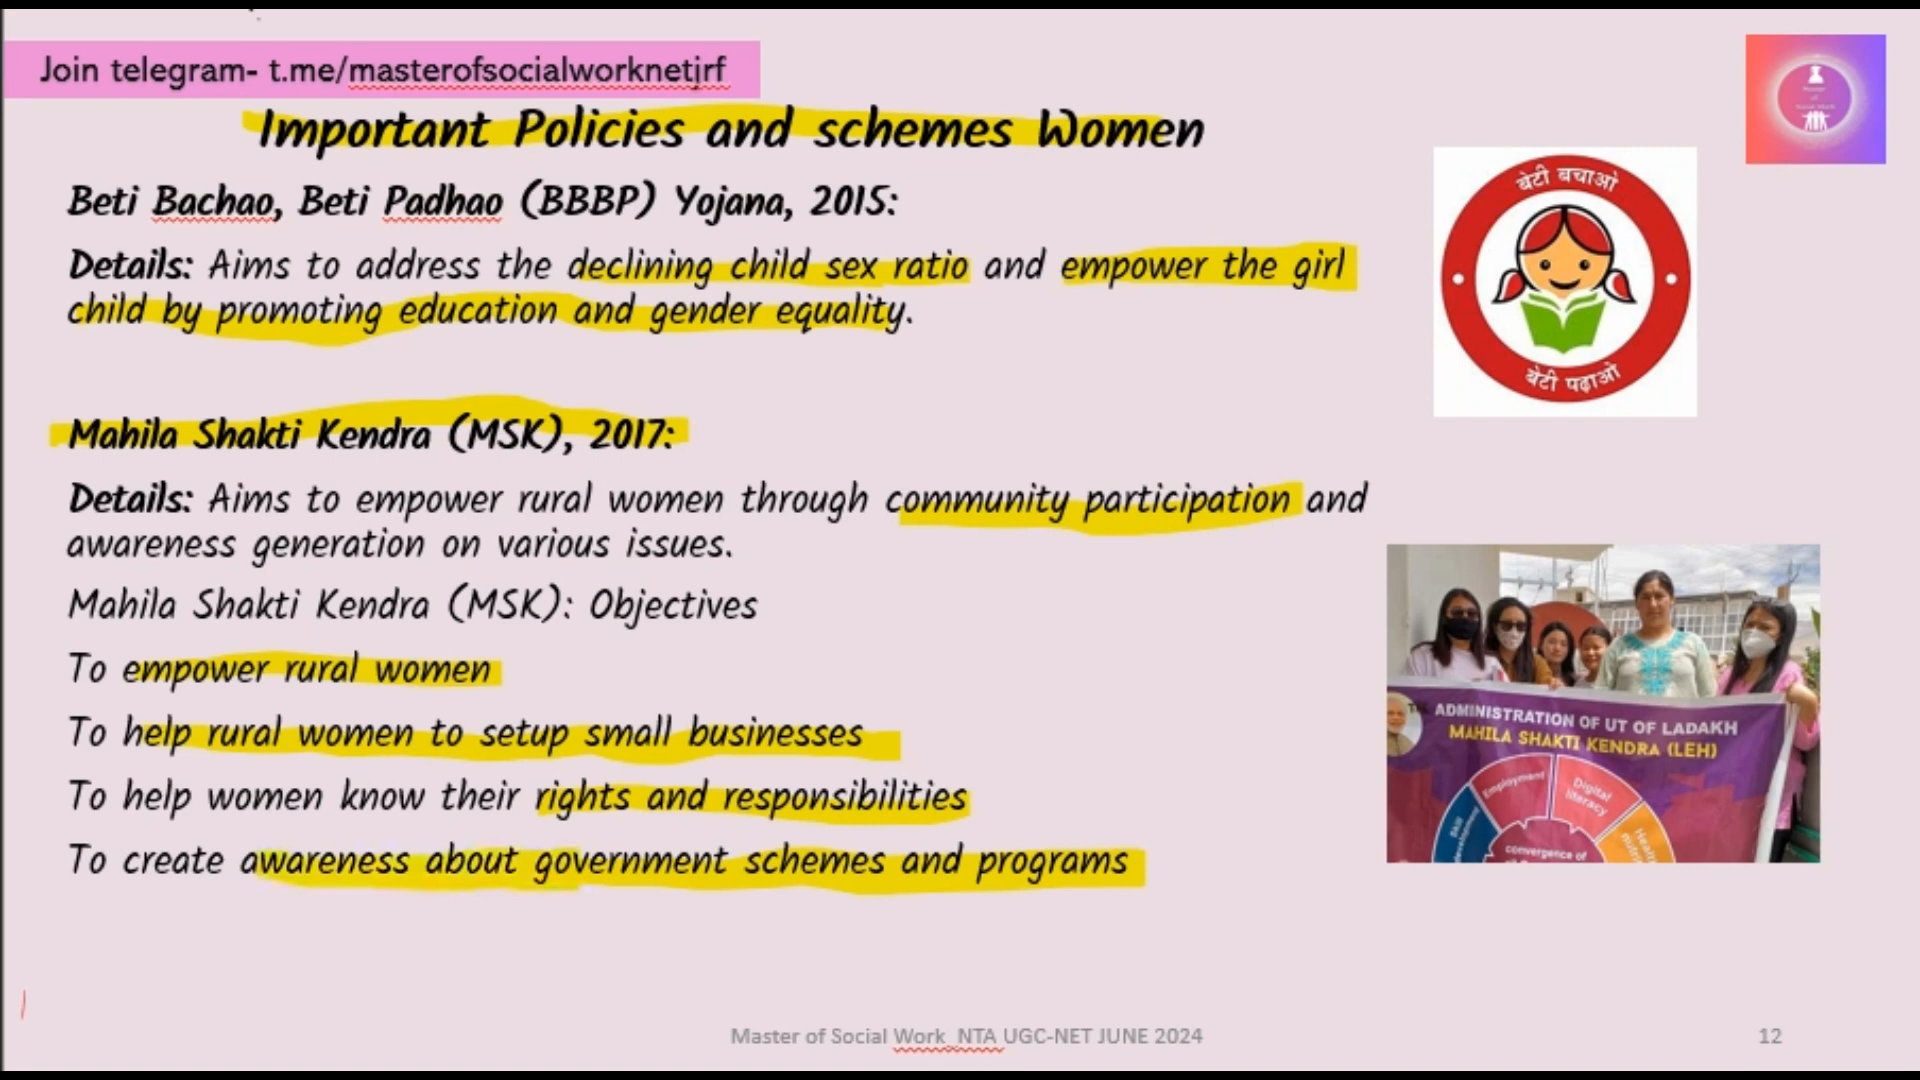 Join telegram- t.me/masterofsocialworknetjrf
Important Policies and schemes Women
Beti Bachao, Beti Padhao (BBBP) Yojana, 2015:
Details: Aims to address the declining child sex ratio and empower the girl
child by promoting education and gender equality.
बेटी बचाओ
बेटी पढ़ाओ
Mahila Shakti Kendra (MSK), 2017:
Details: Aims to empower rural women through community participation and
awareness generation on various issues.
Mahila Shakti Kendra (MSK): Objectives
To empower rural women
To help rural women to setup small businesses
To help women know their rights and responsibilities
To create awareness about government schemes and programs
ADMINISTRATION OF UT OF LADAKH
MAHILA SHAKTI KENDRA (LEH)
Employment
Digital
literacy
convergence of
Master of Social Work NTA UGC-NET JUNE 2024
12